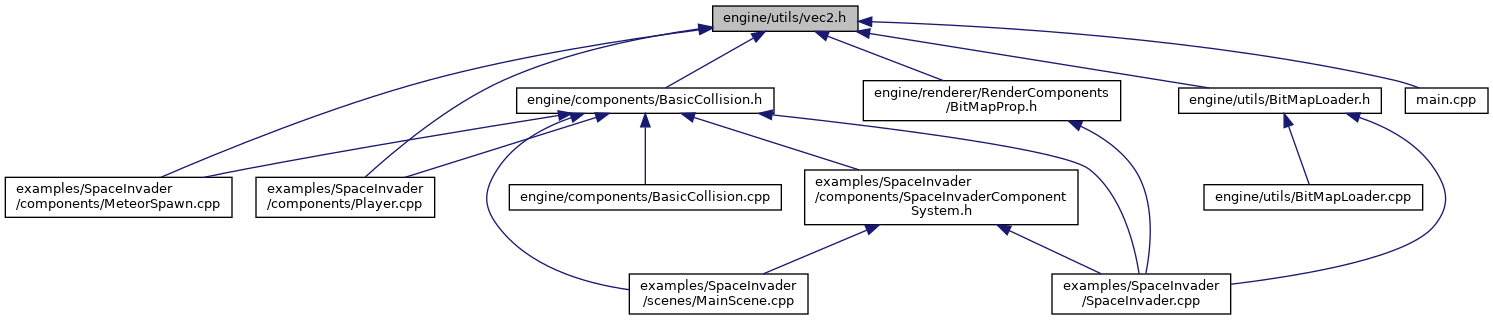 engine/utils/vec2.h
engine/components/BasicCollision.h
engine/renderer/RenderComponents
/BitMapProp.h
engine/utils/BitMapLoader.h
main.cpp
examples/SpaceInvader
/components/MeteorSpawn.cpp
examples/SpaceInvader
/components/Player.cpp
engine/components/BasicCollision.cpp
examples/SpaceInvader
/components/SpaceInvaderComponent
System.h
engine/utils/BitMapLoader.cpp
examples/SpaceInvader
/scenes/MainScene.cpp
examples/SpaceInvader
/SpaceInvader.cpp